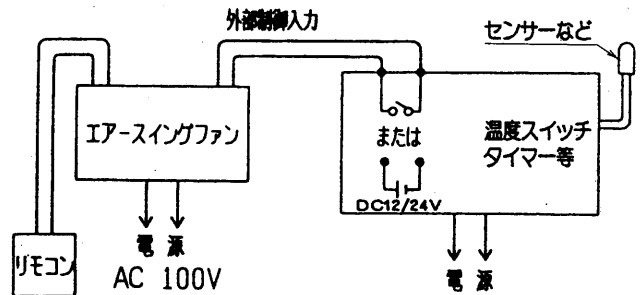 外部制御入力
センサーなど
エアースイングファン
または
温度スイッチ
タイマー等
DC12/24V
リモコン
電源
AC 100V
電源